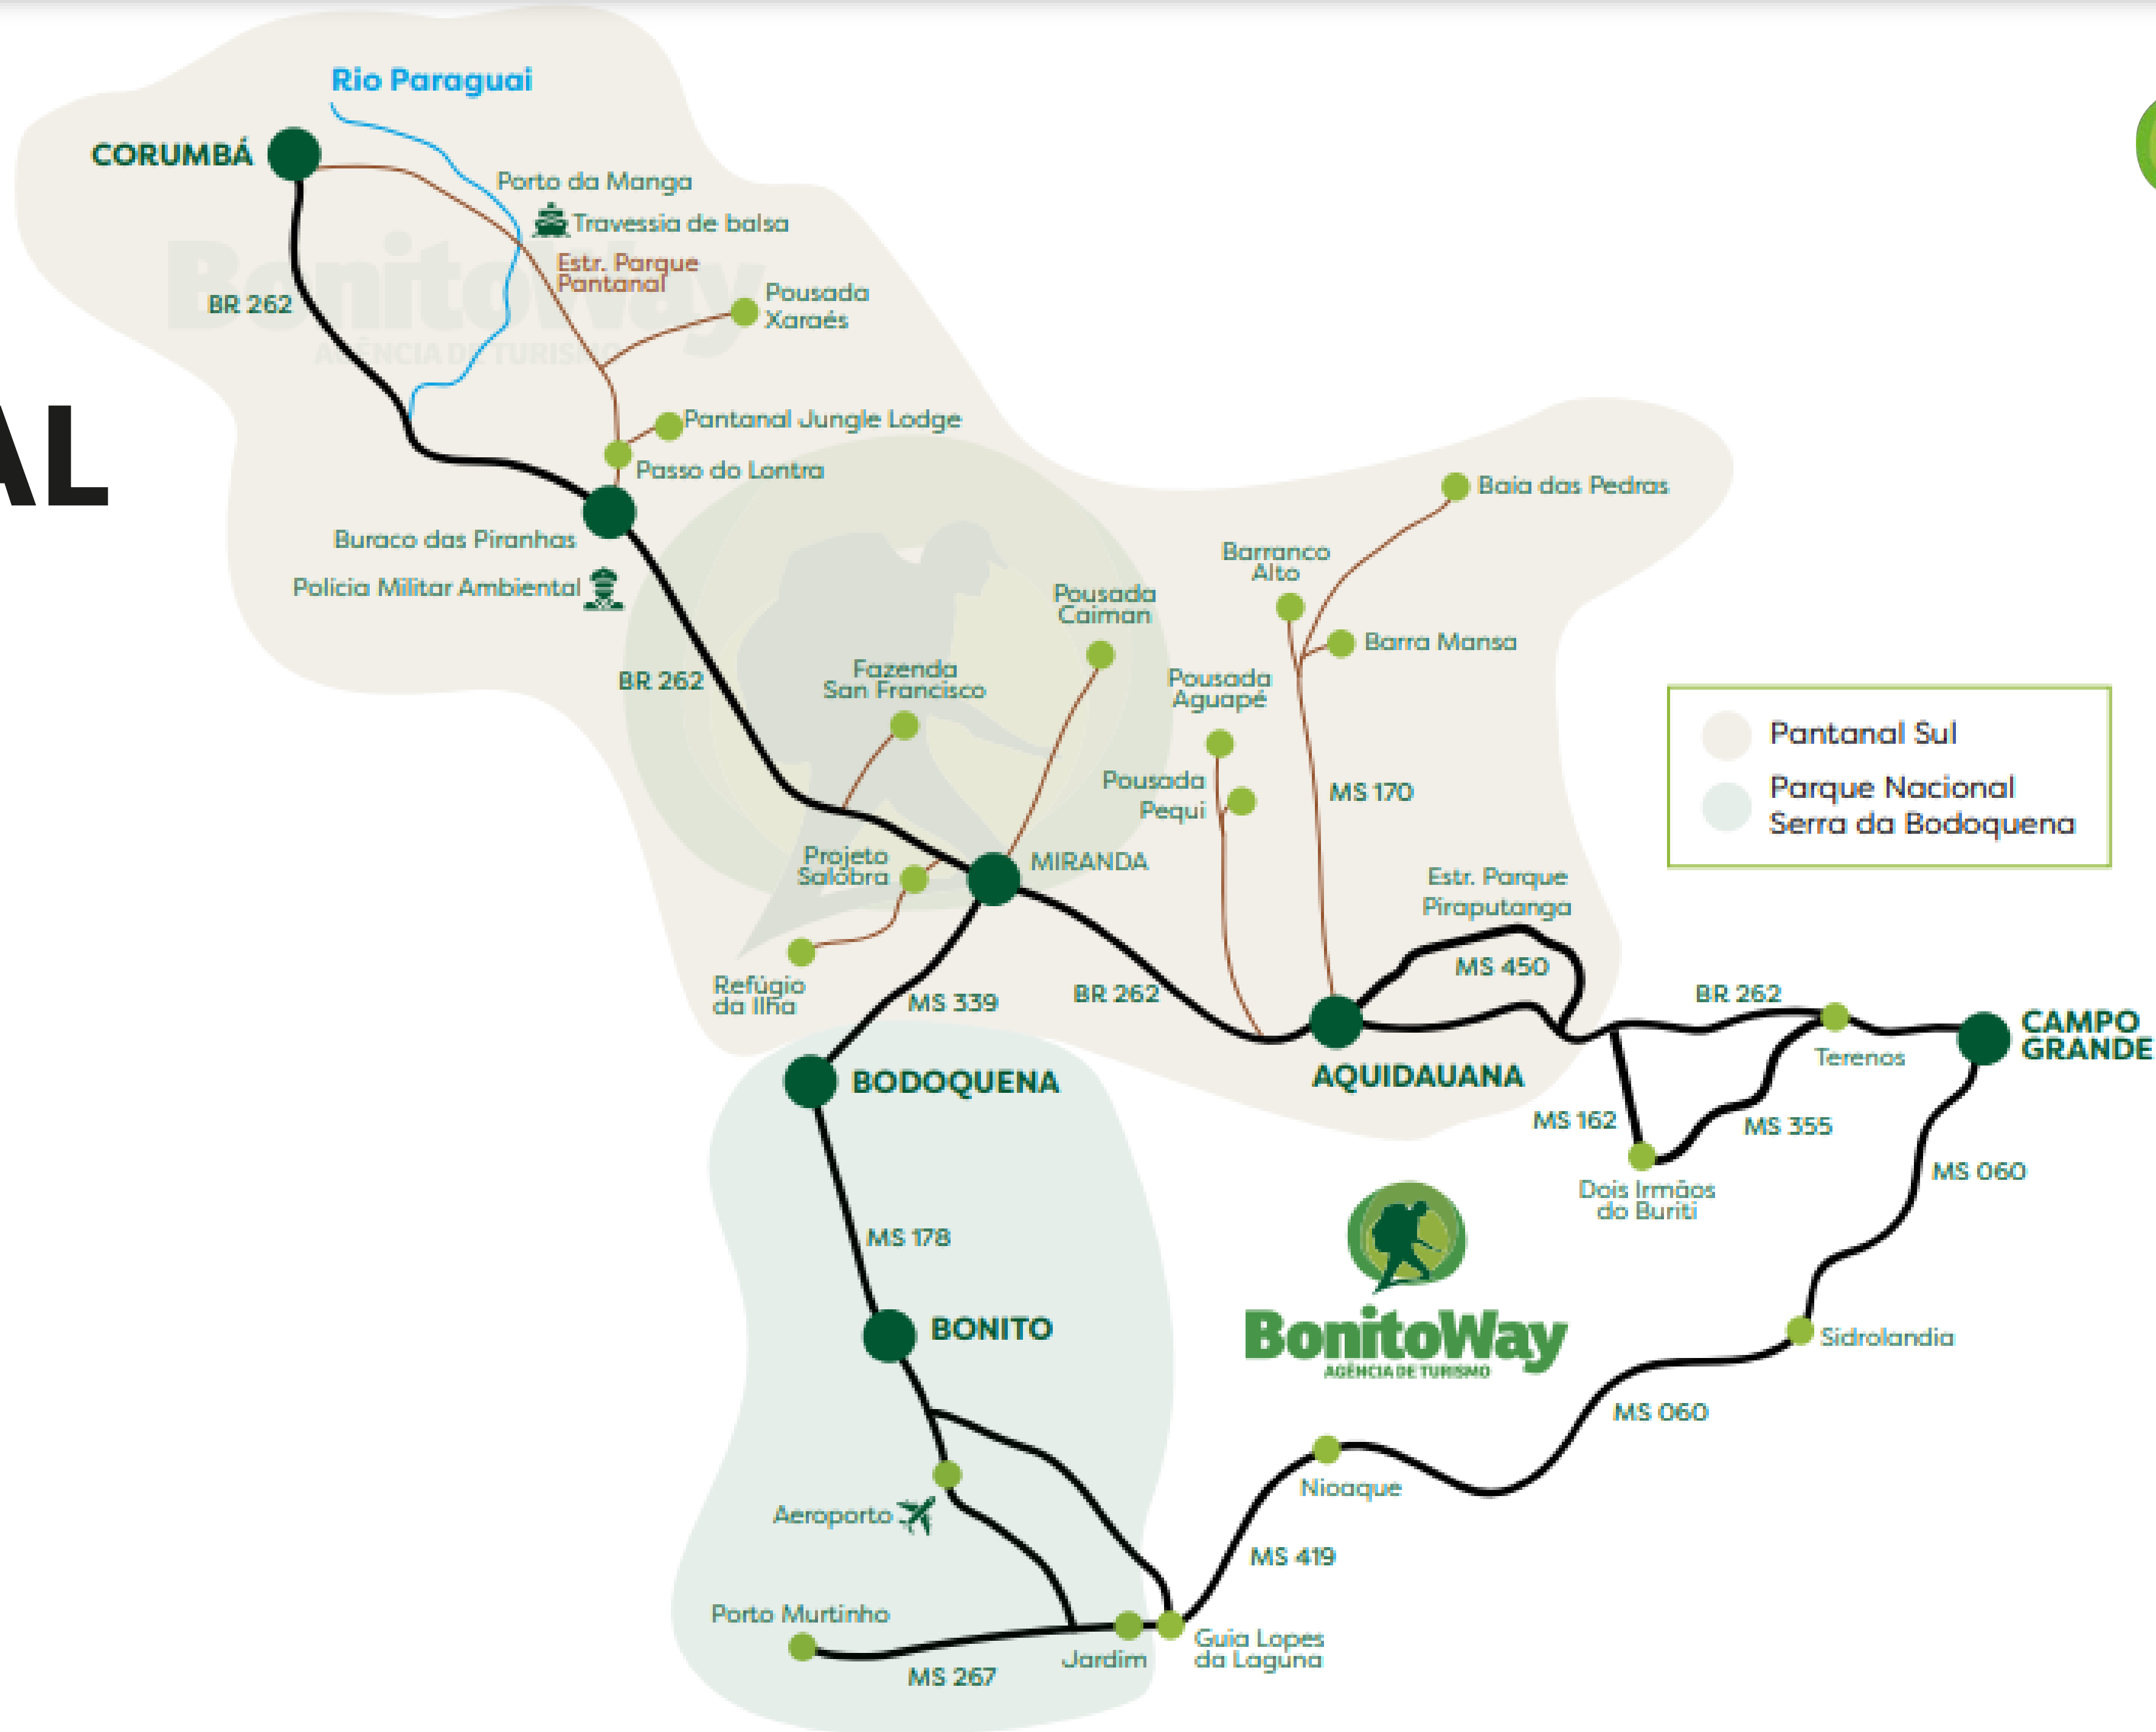 Rio Paraguai
CORUMBÁ
Porto da Manga
Travessia de balsa
Estr. Parque
Pantanal
BR 262
BonitoWay
AGÊNCIA DE TURISMO
Pousada
Xaraés
AL
Pantanal Jungle Lodge
Passo do Lontra
Buraco das Piranhas
Policia Militar Ambiental
Baia das Pedras
Barranco
Alto
Barra Mansa
Pousada
Caiman
BR 262
Fazenda
San Francisco
Pousada
Aguapé
Pousada
Pequi
MS 170
Pantanal Sul
Parque Nacional
Serra da Bodoquena
Projeto
Salobra
MIRANDA
Estr. Parque
Piraputanga
MS 450
Refúgio
da Ilha
MS 339
BR 262
BR 262
CAMPO
GRANDE
Terenos
AQUIDAUANA
BODOQUENA
MS 162
MS 355
MS 060
Dois Irmãos
do Buriti
MS 178
BONITO
BonitoWay
AGÊNCIA DE TURISMO
Sidrolandia
MS 060
Nioaque
Aeroporto
MS 419
Porto Murtinho
Jardim
Guia Lopes
da Laguna
MS 267